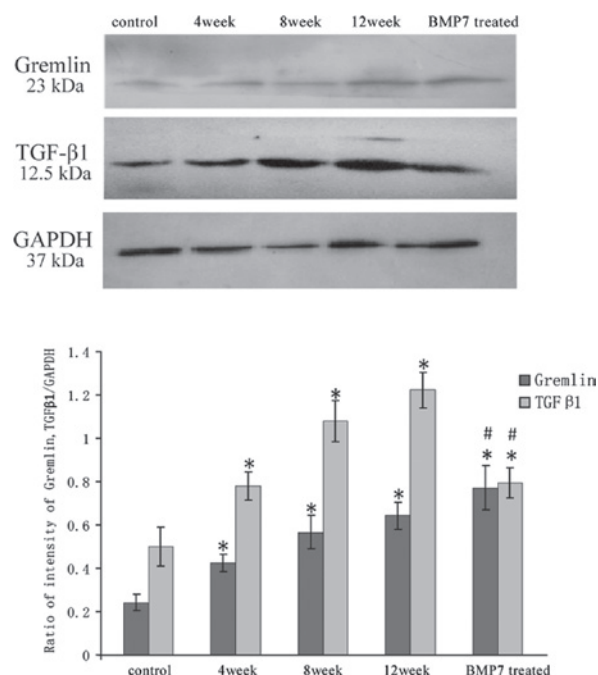 control 4week 8week 12week BMP7 treated
Gremlin
23 kDa
TGF-β1
12.5 kDa
GAPDH
37 kDa
Ratio of intensity of Gremlin,TGFβ1/GAPDH
1.4
1.2
1
0.8
0.6
0.4
0.2
0
*
*
*
*
*
*
# #
* *
Gremlin
TGFβ1
control 4week 8week 12week BMP7 treated